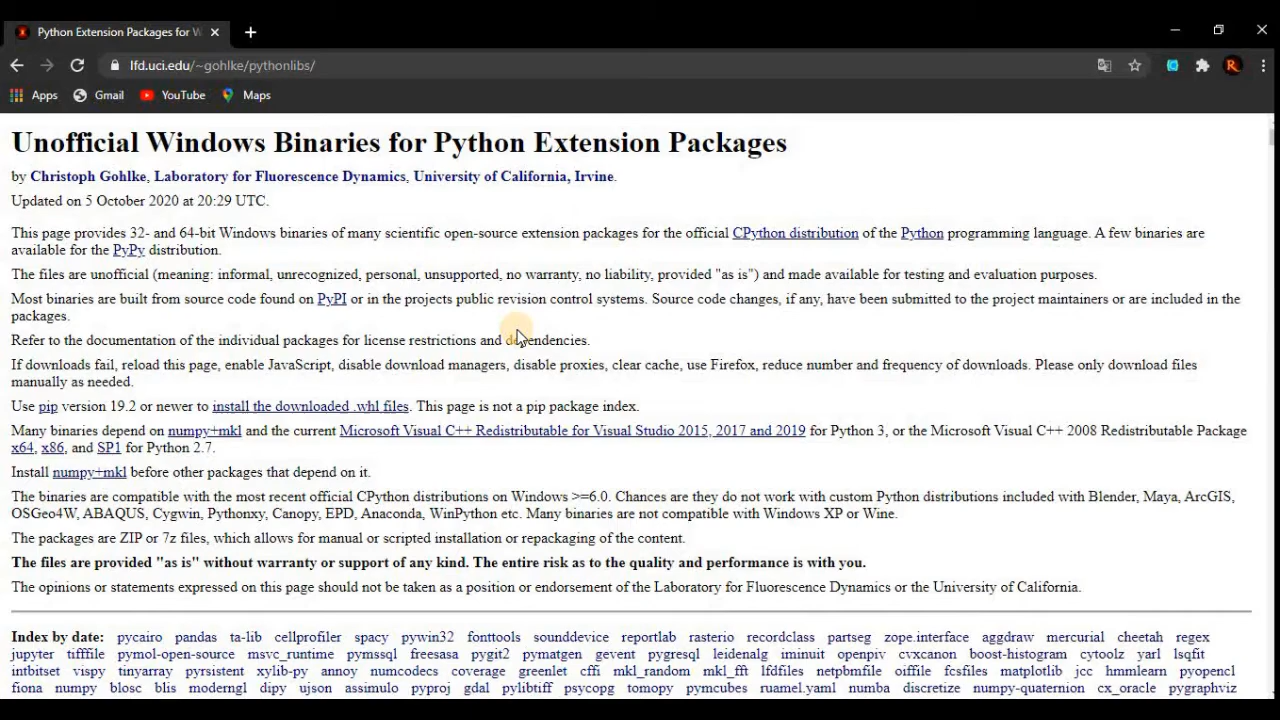 Python Extension Packages for W
lfd.uci.edu/~gohlke/pythonlibs/
R
Apps Gmail YouTube Maps
Unofficial Windows Binaries for Python Extension Packages
by Christoph Gohlke, Laboratory for Fluorescence Dynamics, University of California, Irvine.
Updated on 5 October 2020 at 20:29 UTC.
This page provides 32- and 64-bit Windows binaries of many scientific open-source extension packages for the official CPython distribution of the Python programming language. A few binaries are
available for the PyPy distribution.
The files are unofficial (meaning: informal, unrecognized, personal, unsupported, no warranty, no liability, provided "as is") and made available for testing and evaluation purposes.
Most binaries are built from source code found on PyPI or in the projects public revision control systems. Source code changes, if any, have been submitted to the project maintainers or are included in the
packages.
Refer to the documentation of the individual packages for license restrictions and dependencies.
If downloads fail, reload this page, enable JavaScript, disable download managers, disable proxies, clear cache, use Firefox, reduce number and frequency of downloads. Please only download files
manually as needed.
Use pip version 19.2 or newer to install the downloaded .whl files. This page is not a pip package index.
Many binaries depend on numpy+mkl and the current Microsoft Visual C++ Redistributable for Visual Studio 2015, 2017 and 2019 for Python 3, or the Microsoft Visual C++ 2008 Redistributable Package
x64, x86, and SP1 for Python 2.7.
Install numpy+mkl before other packages that depend on it.
The binaries are compatible with the most recent official CPython distributions on Windows >=6.0. Chances are they do not work with custom Python distributions included with Blender, Maya, ArcGIS,
OSGeo4W, ABAQUS, Cygwin, Pythonxy, Canopy, EPD, Anaconda, WinPython etc. Many binaries are not compatible with Windows XP or Wine.
The packages are ZIP or 7z files, which allows for manual or scripted installation or repackaging of the content.
The files are provided "as is" without warranty or support of any kind. The entire risk as to the quality and performance is with you.
The opinions or statements expressed on this page should not be taken as a position or endorsement of the Laboratory for Fluorescence Dynamics or the University of California.
Index by date: pycairo pandas ta-lib cellprofiler spacy pywin32 fonttools sounddevice reportlab rasterio recordclass partseg zope.interface aggdraw mercurial cheetah regex
jupyter tifffile pymol-open-source msvc_runtime pymssql freesasa pygit2 pymatgen gevent pygresql leidenalg iminuit openpiv cvxcanon boost-histogram cytoolz yarl lsqfit
intbitset vispy tinyarray pyrsistent xylib-py annoy numcodecs coverage greenlet cffi mkl_random mkl_fft lfdfiles netpbmfile oiffile fcsfiles matplotlib jcc hmmlearn pyopencl
fiona numpy blosc blis moderngl dipy ujson assimulo pyproj gdal pylibtiff psycopg tomopy pymcubes ruamel.yaml numba discretize numpy-quaternion cx_oracle pygraphviz